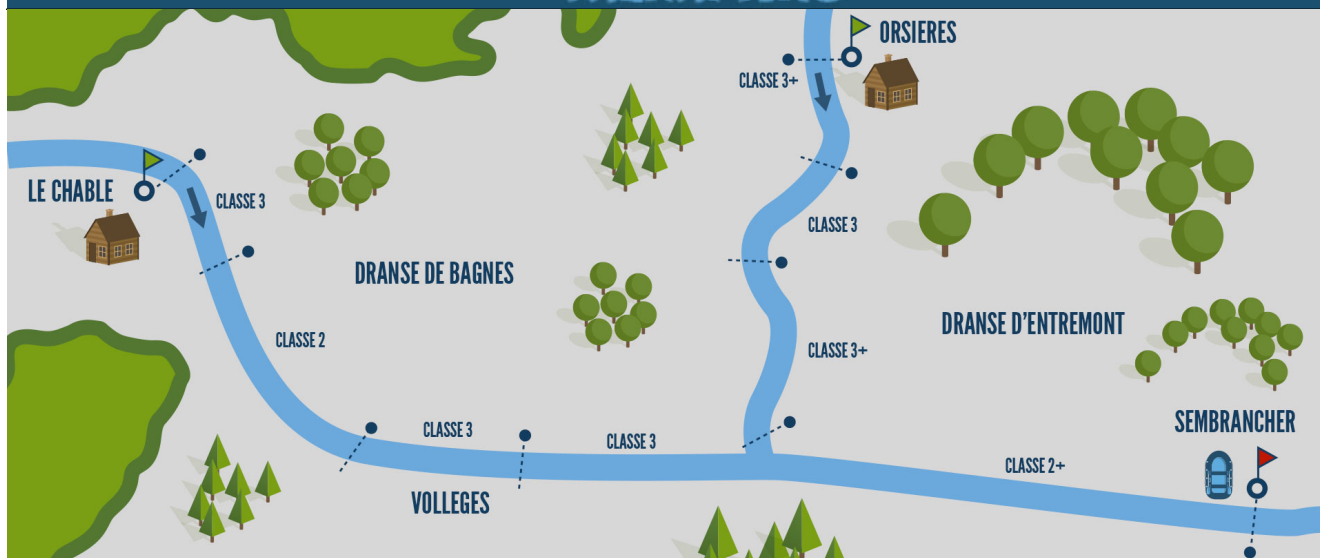 ORSIERES
CLASSE 3+
LE CHABLE
CLASSE 3
CLASSE 3
DRANSE DE BAGNES
DRANSE D'ENTREMONT
CLASSE 2
CLASSE 3+
SEMBRANCHER
CLASSE 3
CLASSE 3
CLASSE 2+
VOLLEGES